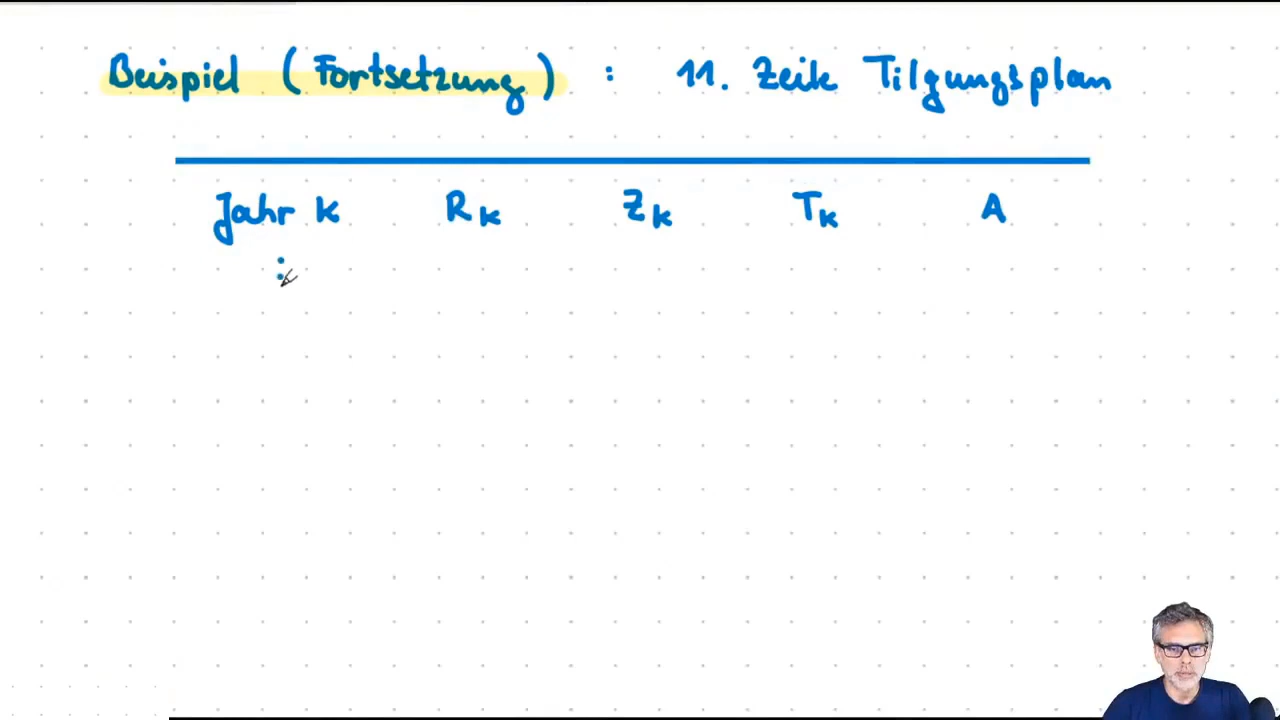 Beispiel (Fortsetzung) : 11. Zeile Tilgungsplan
Jahr k R_k Z_k T_k A
: